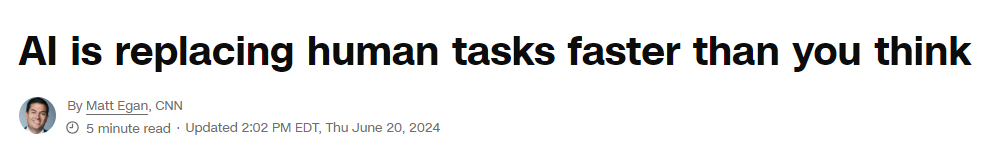 AI is replacing human tasks faster than you think
By Matt Egan, CNN
5 minute read · Updated 2:02 PM EDT, Thu June 20, 2024